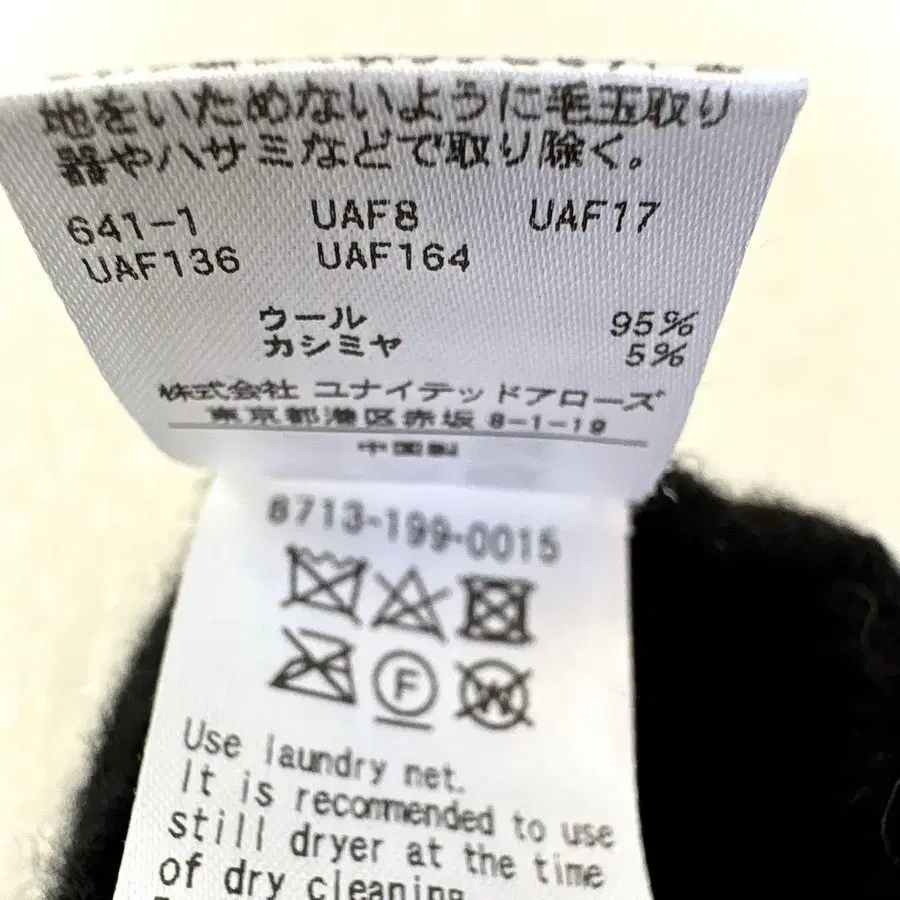 地をいためないように毛玉取り
器やハサミなどで取り除く。
641-1 UAF8 UAF17
UAF136 UAF164
ウール 95%
カシミヤ 5%
株式会社 ユナイテッドアローズ
東京都港区赤坂 8-1-19
中国製
8713-199-0015
F
W
Use laundry net.
It is recommended to use
still dryer at the time
of dry cleaning